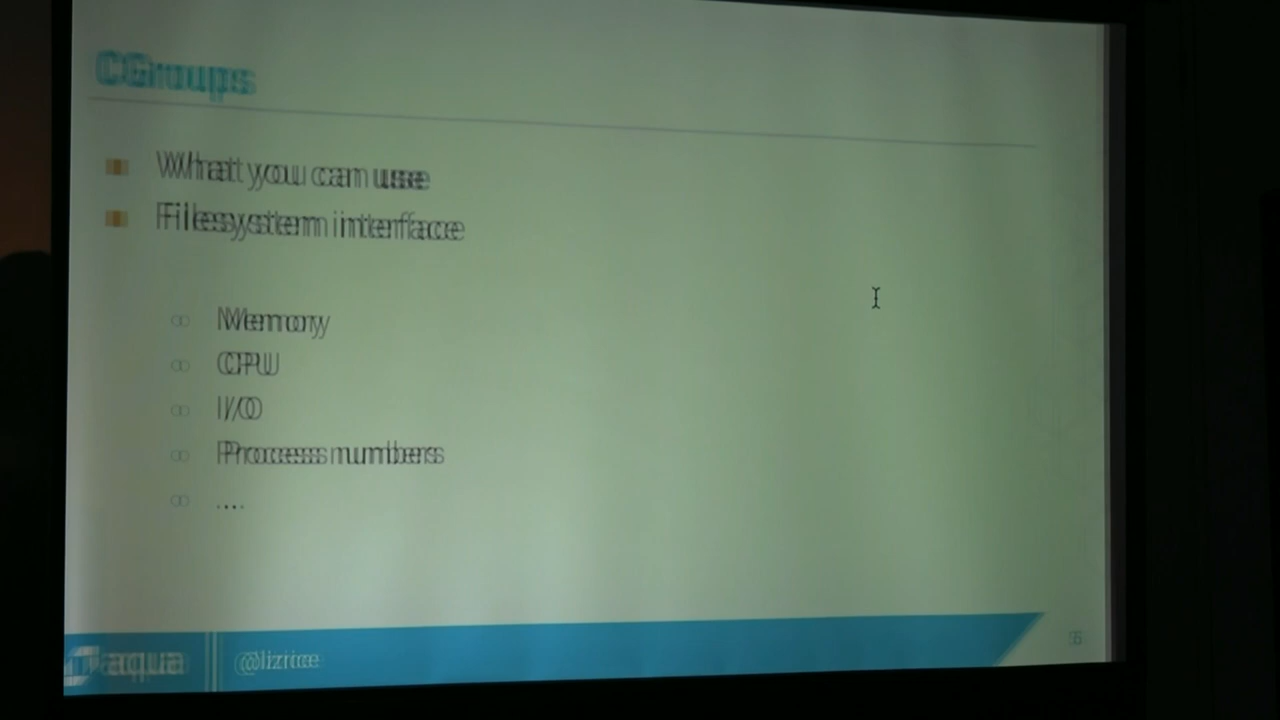 CGroups
What you can use
Filesystem interface
Memory
CPU
I/O
Process numbers
...
aqua
@lizrice